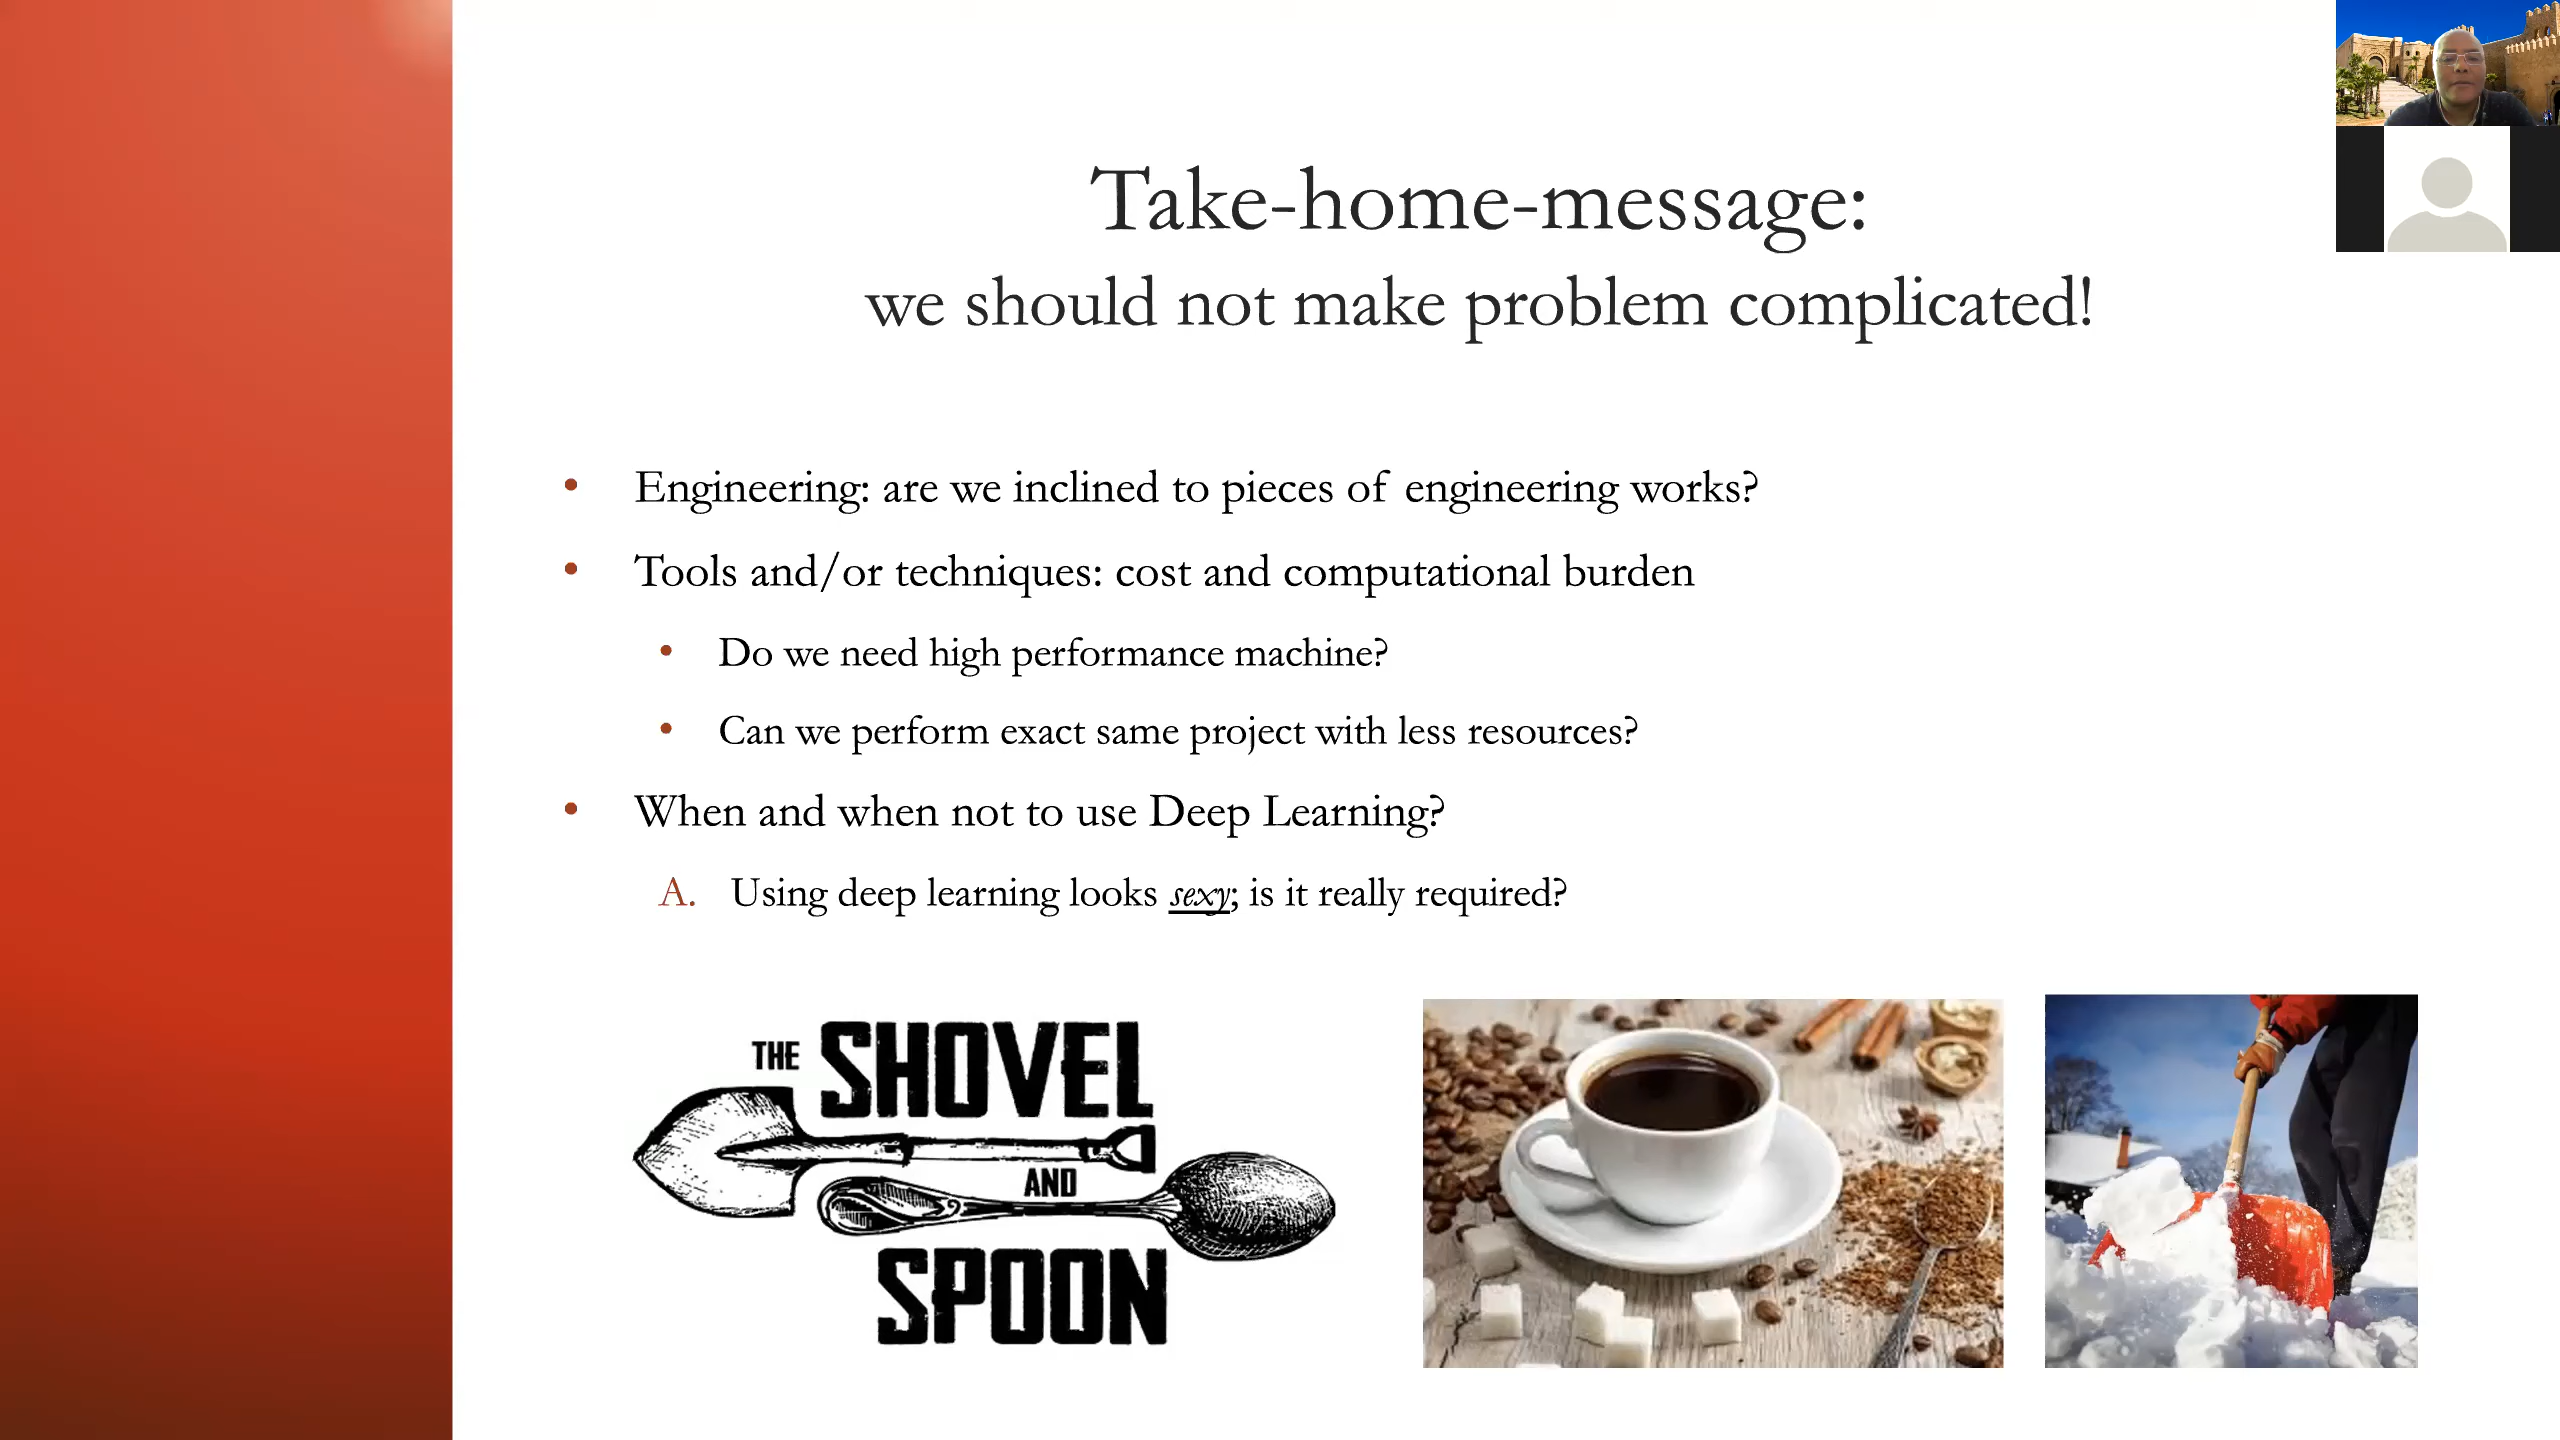 Take-home-message:
we should not make problem complicated!
• Engineering: are we inclined to pieces of engineering works?
• Tools and/or techniques: cost and computational burden
• Do we need high performance machine?
• Can we perform exact same project with less resources?
• When and when not to use Deep Learning?
A. Using deep learning looks sexy; is it really required?
THE SHOVEL
AND
SPOON